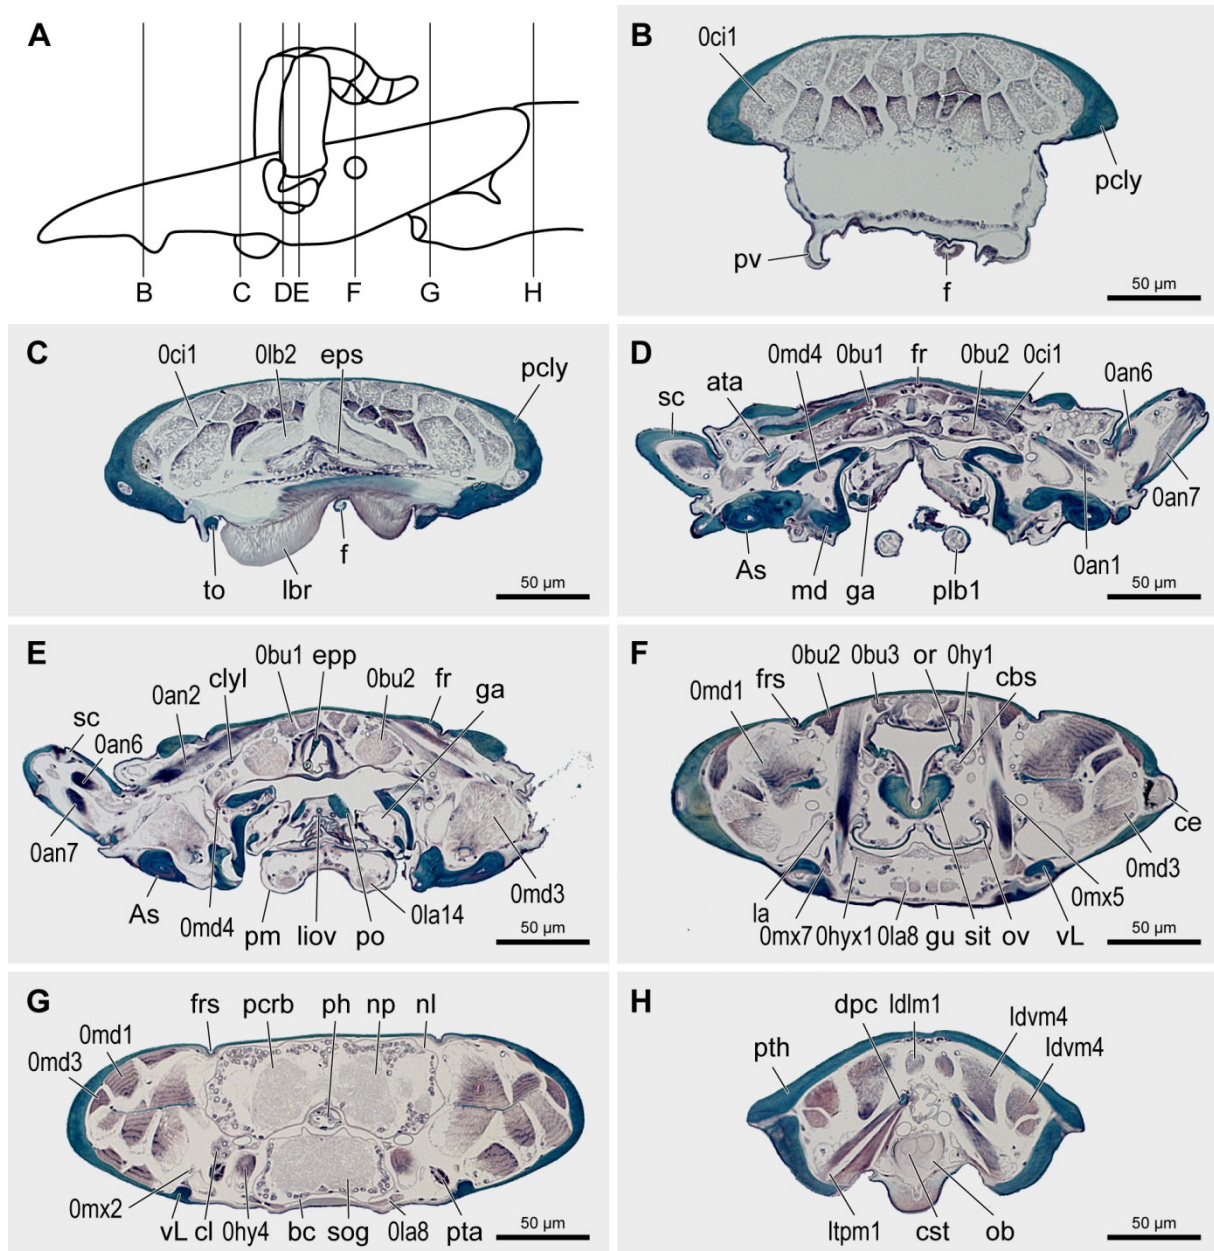 A
B C D E F G H
B
0ci1
pcly
pv f
50 µm
C
0ci1 0lb2 eps pcly
to lbr f
50 µm
D
sc ata 0md4 0bu1 fr 0bu2 0ci1 0an6
0an7
0an1
As md ga plb1
50 µm
E
0bu1 epp
0an2 clyl 0bu2 fr ga
sc
0an6
0an7
As 0md4 pm liov po 0la14 0md3
50 µm
F
0bu2 0bu3 or 0hy1
0md1 frs cbs
ce
0md3
la 0mx5
0mx7 0hyx1 0la8 gu sit ov vL
50 µm
G
frs pcrb ph np nl
0md1
0md3
0mx2
vL cl 0hy4 bc sog 0la8 pta
50 µm
H
dpc Idlm1 Idvm4
pth Idvm4
Itpm1 cst ob
50 µm